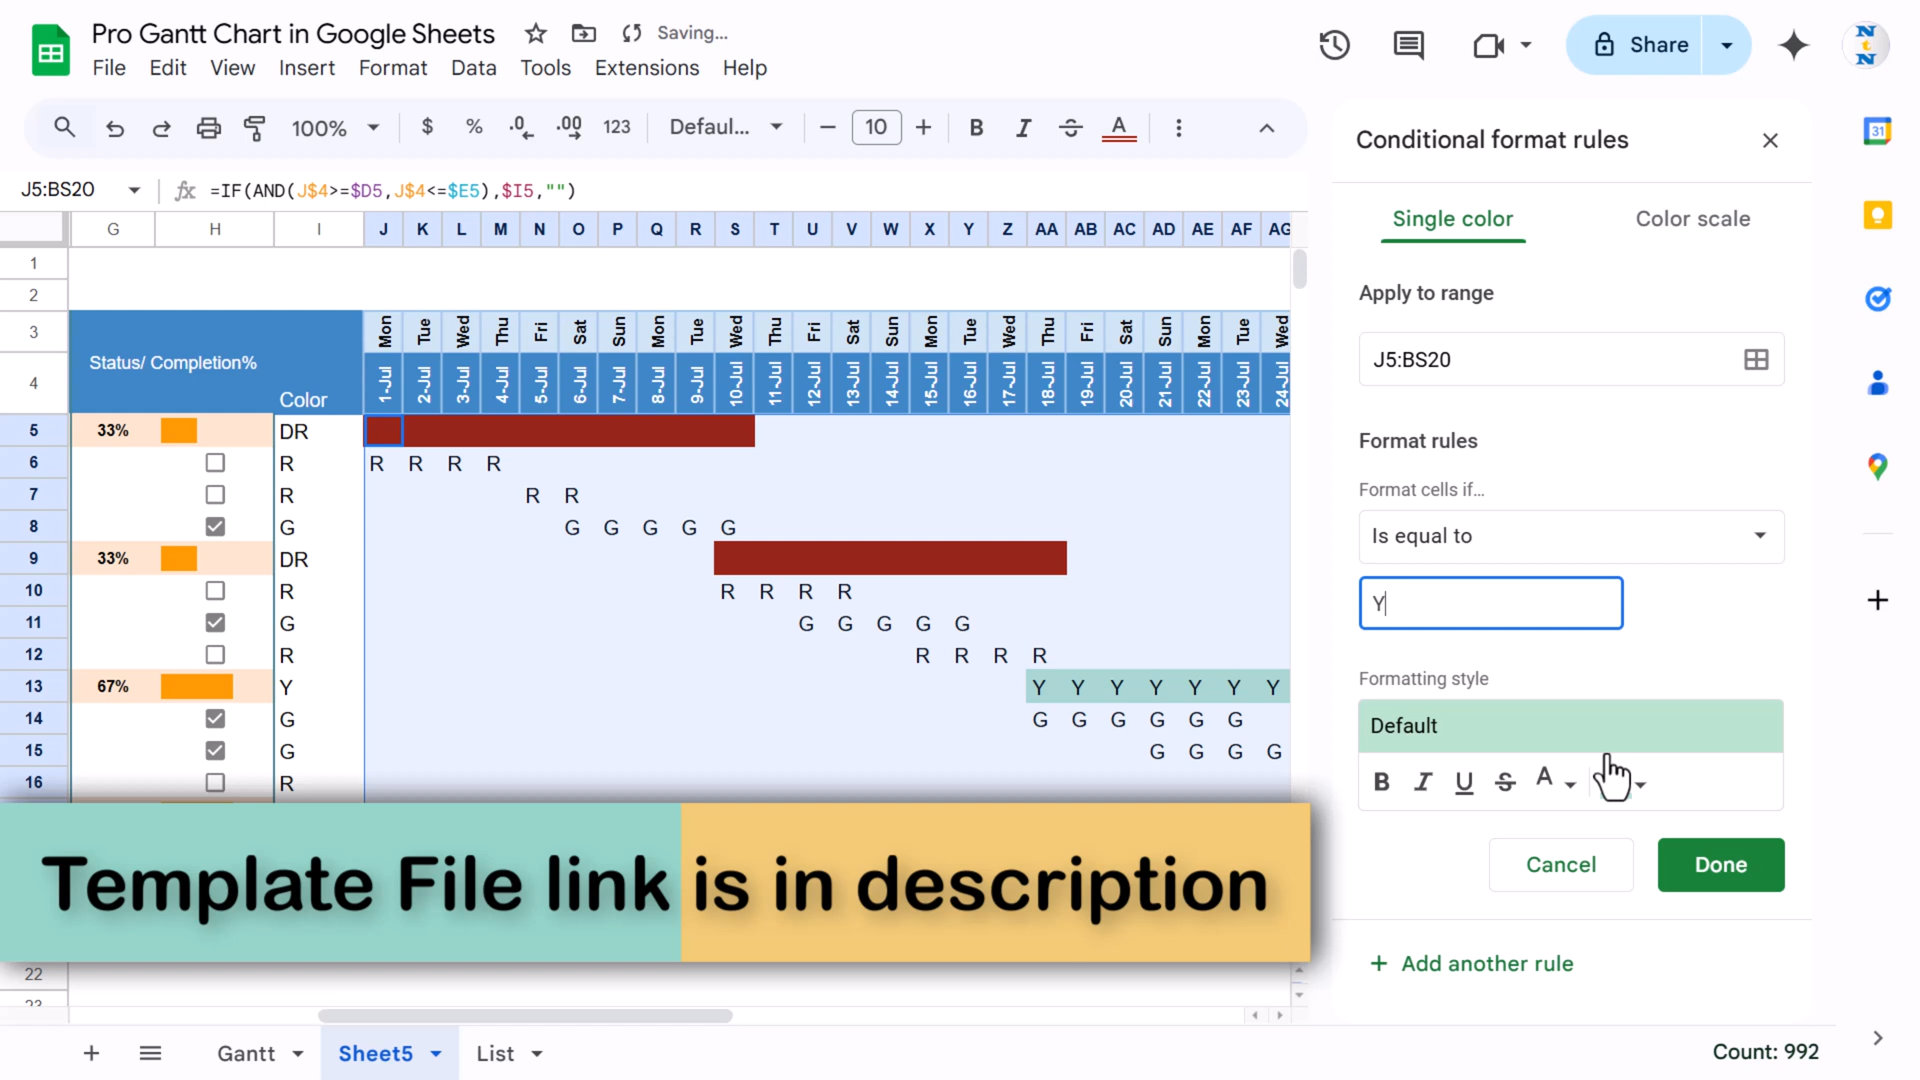 Pro Gantt Chart in Google Sheets Saving...
File Edit View Insert Format Data Tools Extensions Help
Share
N
t
N
100% $ % .0 .00 123 Defaul... 10 B I S A
J5:BS20 fx =IF(AND(J$4>=$D5,J$4<=$E5),$I5,"")
G H I J K L M N O P Q R S T U V W X Y Z AA AB AC AD AE AF AG
1
2
3 Mon Tue Wed Thu Fri Sat Sun Mon Tue Wed Thu Fri Sat Sun Mon Tue Wed Thu Fri Sat Sun Mon Tue Wed
Status/ Completion%
4 Color 1-Jul 2-Jul 3-Jul 4-Jul 5-Jul 6-Jul 7-Jul 8-Jul 9-Jul 10-Jul 11-Jul 12-Jul 13-Jul 14-Jul 15-Jul 16-Jul 17-Jul 18-Jul 19-Jul 20-Jul 21-Jul 22-Jul 23-Jul 24-Jul
5 33% DR
6 R R R R R
7 R R R
8 G G G G G G
9 33% DR
10 R R R R R
11 G G G G G G
12 R R R R R
13 67% Y Y Y Y Y Y Y Y
14 G G G G G G G
15 G G G G G
16 R
Template File link is in description
22
23
Gantt Sheet5 List Count: 992
Conditional format rules
Single color Color scale
Apply to range
J5:BS20
Format rules
Format cells if...
Is equal to
Y
Formatting style
Default
B I U S A
Cancel Done
+ Add another rule
31